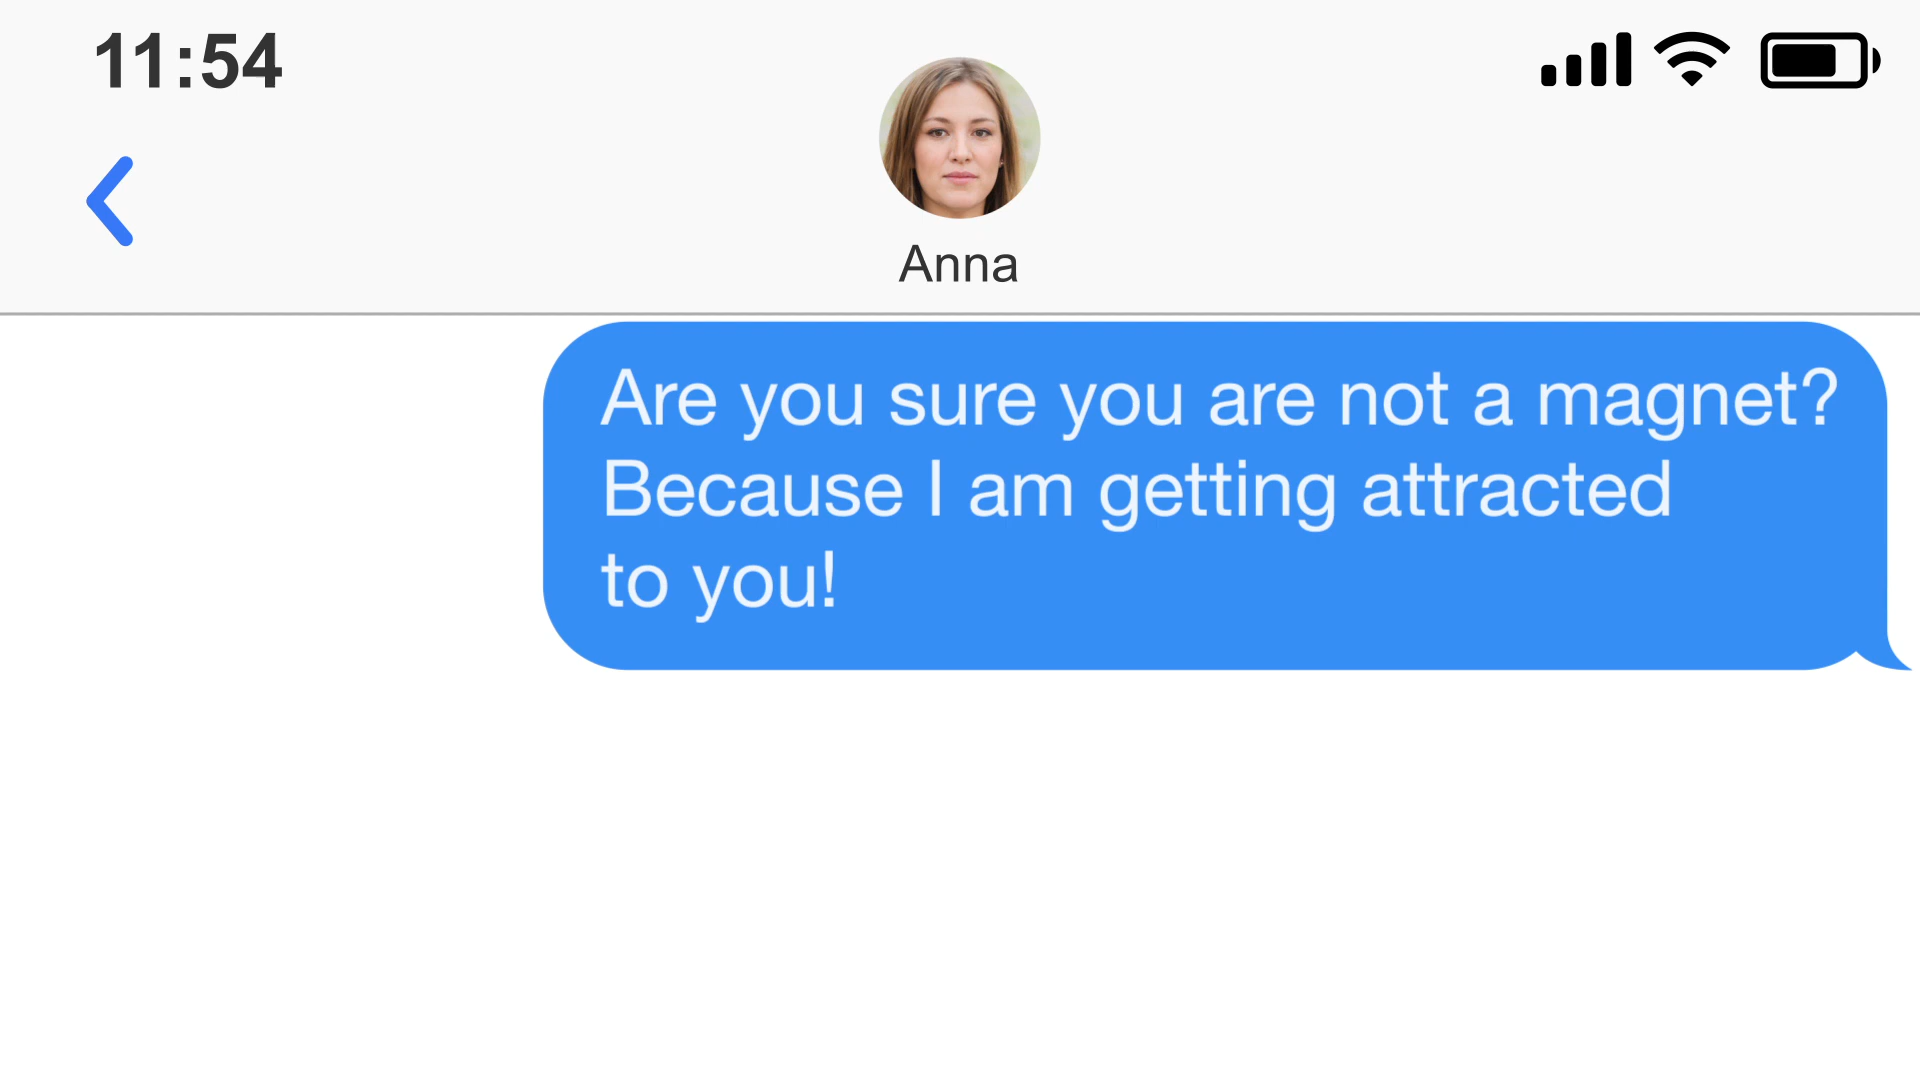 11:54
Anna
Are you sure you are not a magnet?
Because I am getting attracted
to you!